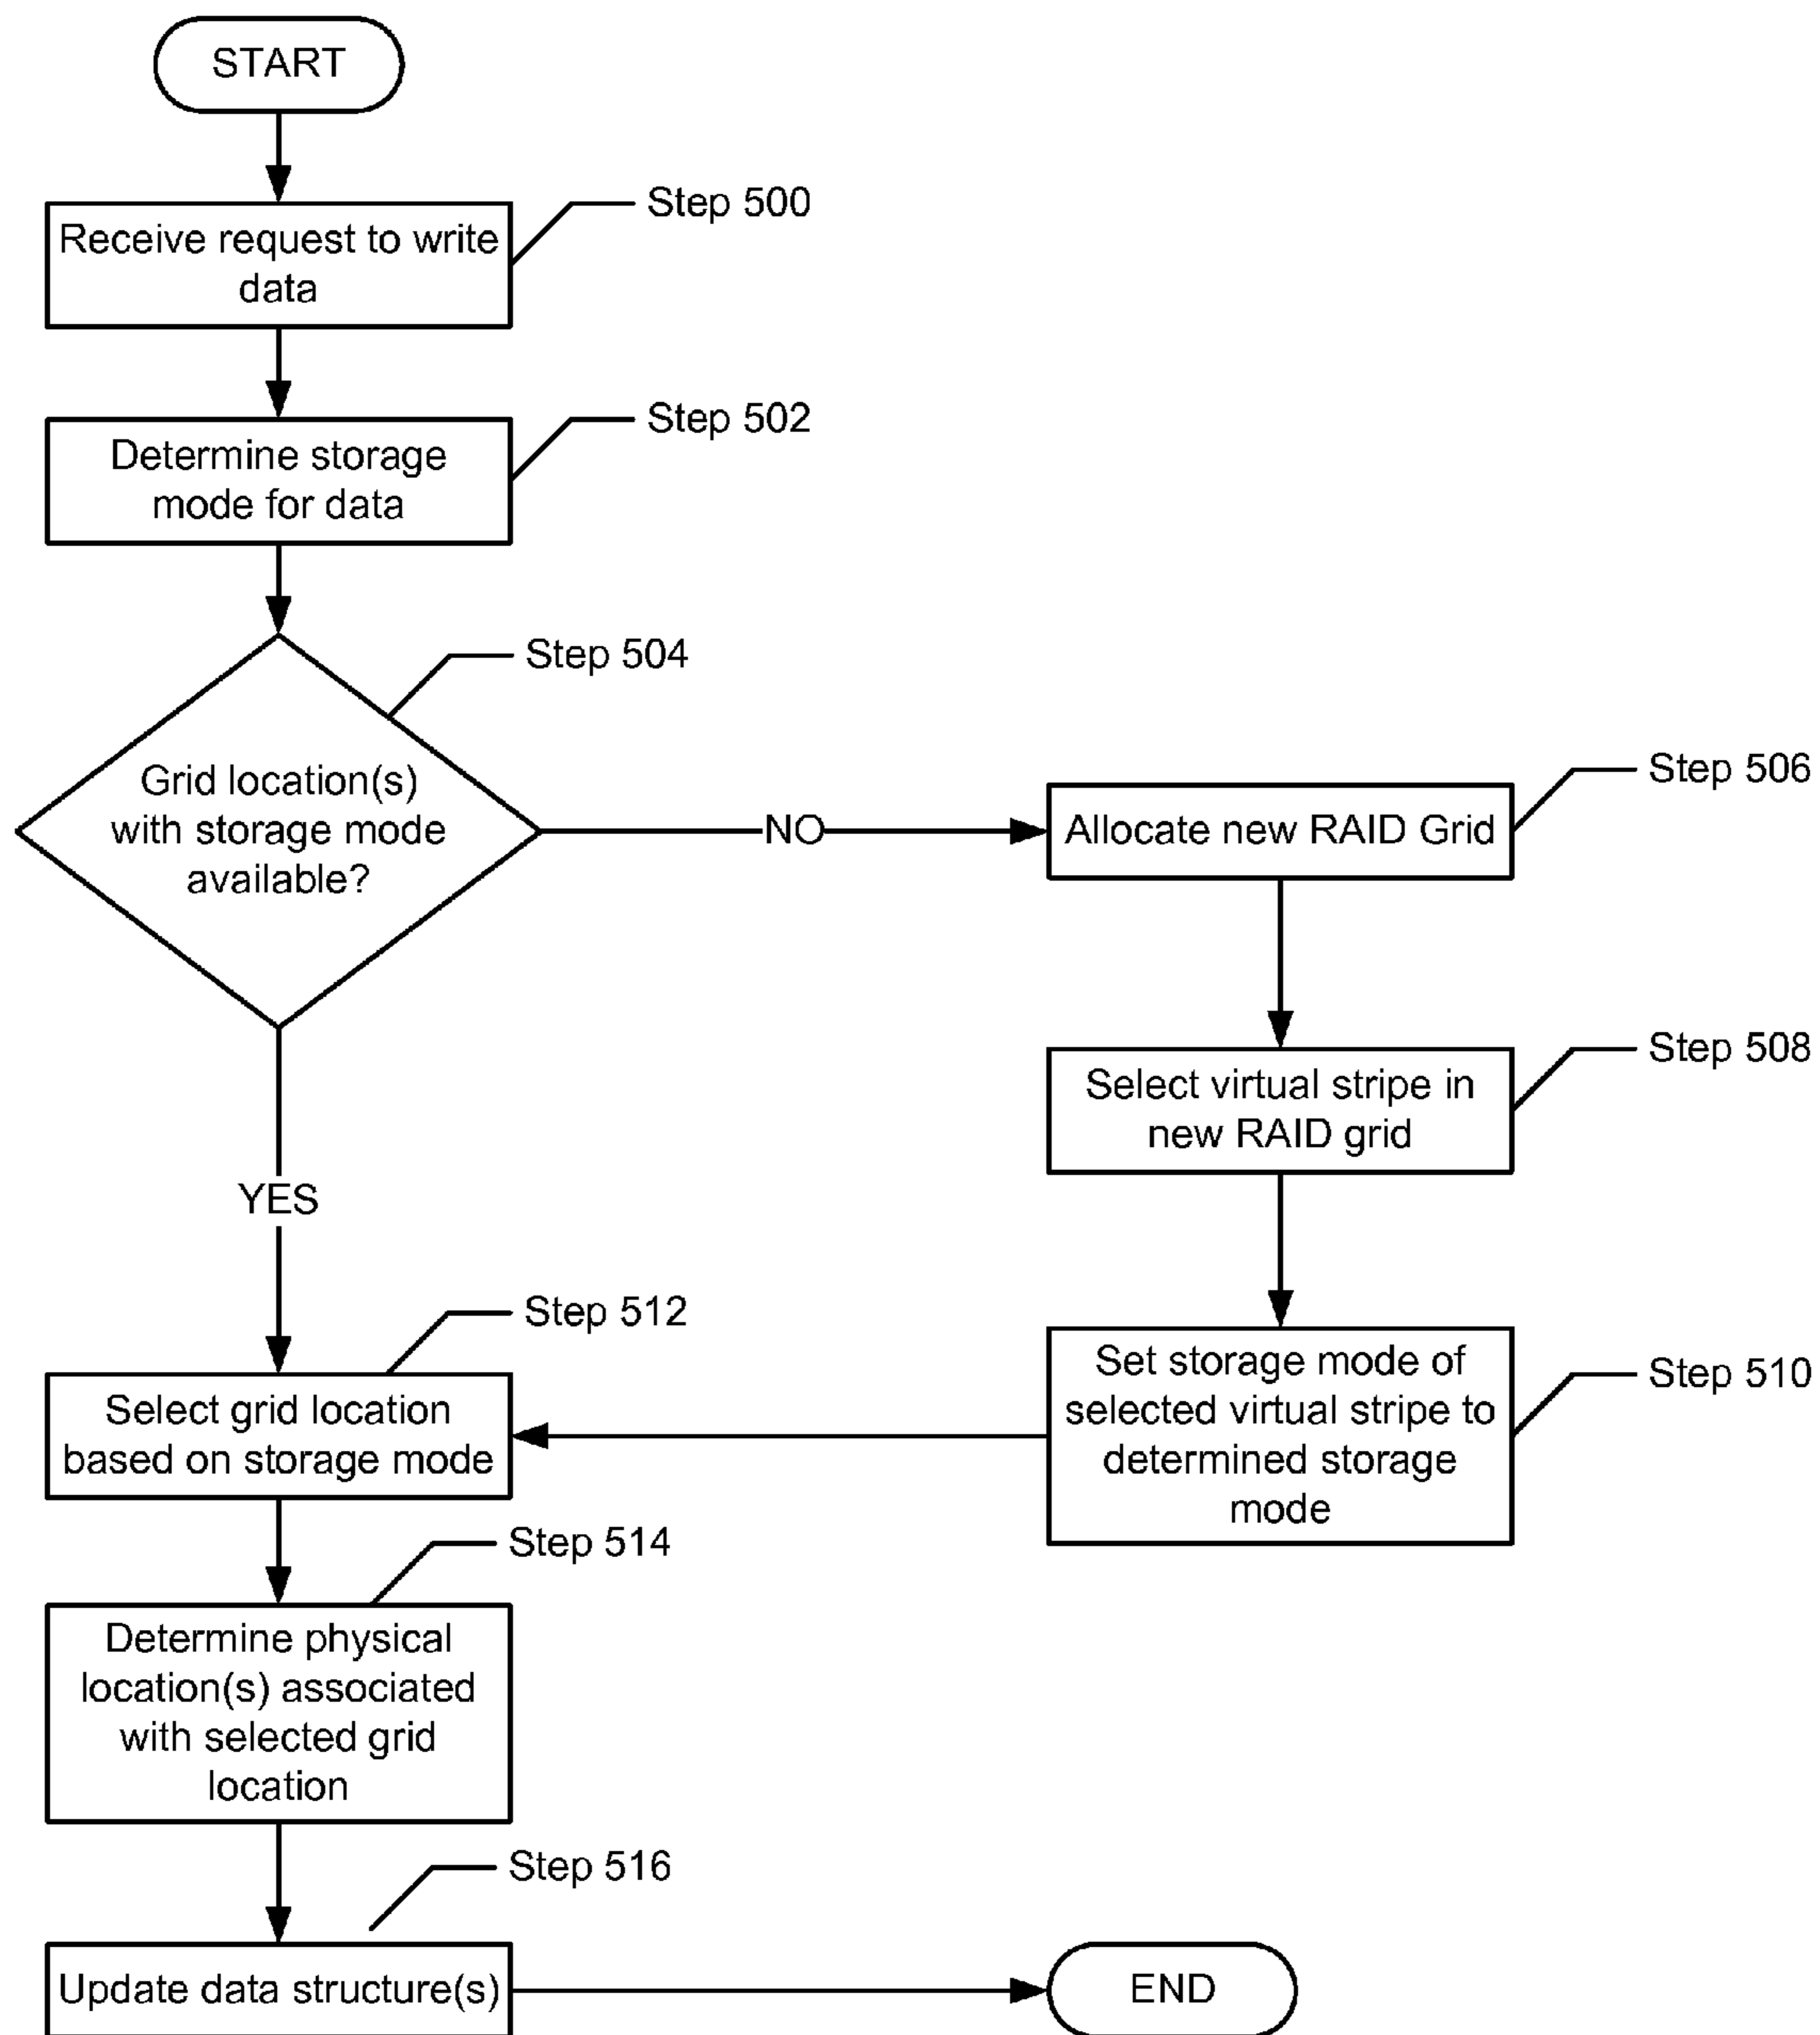 START
Step 500
Receive request to write
data
Step 502
Determine storage
mode for data
Step 504
Grid location(s)
with storage mode
available?
NO
Step 506
Allocate new RAID Grid
Step 508
Select virtual stripe in
new RAID grid
YES
Step 510
Set storage mode of
selected virtual stripe to
determined storage
mode
Step 512
Select grid location
based on storage mode
Step 514
Determine physical
location(s) associated
with selected grid
location
Step 516
Update data structure(s)
END